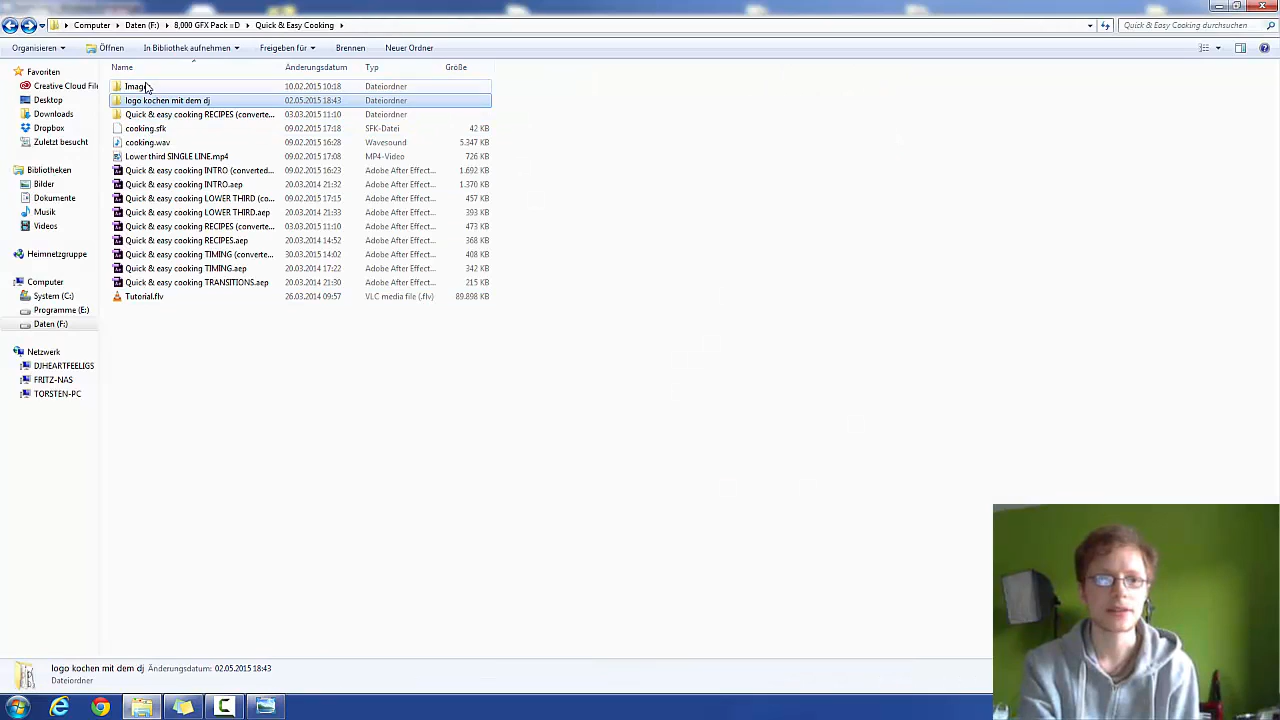 Computer ▸ Daten (F:) ▸ 8,000 GFX Pack =D ▸ Quick & Easy Cooking ▸
Quick & Easy Cooking durchsuchen
Organisieren Öffnen In Bibliothek aufnehmen Freigeben für Brennen Neuer Ordner
Favoriten
Creative Cloud Fil
Desktop
Downloads
Dropbox
Zuletzt besucht
Bibliotheken
Bilder
Dokumente
Musik
Videos
Heimnetzgruppe
Computer
System (C:)
Programme (E:)
Daten (F:)
Netzwerk
DJHEARTFEELIGS
FRITZ-NAS
TORSTEN-PC
Name Änderungsdatum Typ Größe
Image 10.02.2015 10:18 Dateiordner
logo kochen mit dem dj 02.05.2015 18:43 Dateiordner
Quick & easy cooking RECIPES (converte... 03.03.2015 11:10 Dateiordner
cooking.sfk 09.02.2015 17:18 SFK-Datei 42 KB
cooking.wav 09.02.2015 16:28 Wavesound 5.347 KB
Lower third SINGLE LINE.mp4 09.02.2015 17:08 MP4-Video 726 KB
Quick & easy cooking INTRO (converted... 09.02.2015 16:23 Adobe After Effect... 1.692 KB
Quick & easy cooking INTRO.aep 20.03.2014 21:32 Adobe After Effect... 1.370 KB
Quick & easy cooking LOWER THIRD (co... 09.02.2015 17:15 Adobe After Effect... 457 KB
Quick & easy cooking LOWER THIRD.aep 20.03.2014 21:33 Adobe After Effect... 393 KB
Quick & easy cooking RECIPES (converte... 03.03.2015 11:10 Adobe After Effect... 473 KB
Quick & easy cooking RECIPES.aep 20.03.2014 14:52 Adobe After Effect... 368 KB
Quick & easy cooking TIMING (converte... 30.03.2015 14:02 Adobe After Effect... 408 KB
Quick & easy cooking TIMING.aep 20.03.2014 17:22 Adobe After Effect... 342 KB
Quick & easy cooking TRANSITIONS.aep 20.03.2014 21:30 Adobe After Effect... 215 KB
Tutorial.flv 26.03.2014 09:57 VLC media file (.flv) 89.898 KB
logo kochen mit dem dj Änderungsdatum: 02.05.2015 18:43
Dateiordner